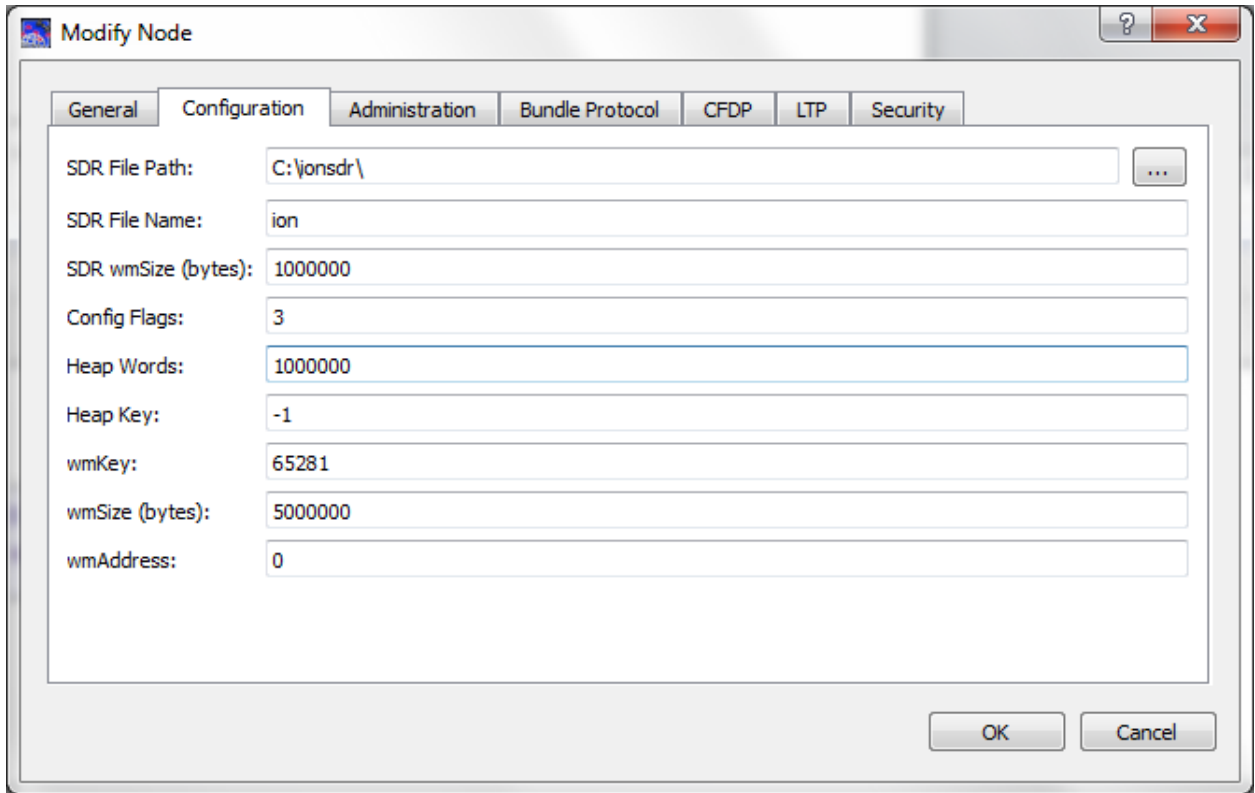 Modify Node
General Configuration Administration Bundle Protocol CFDP LTP Security
SDR File Path: C:\ionsdr\ ...
SDR File Name: ion
SDR wmSize (bytes): 1000000
Config Flags: 3
Heap Words: 1000000
Heap Key: -1
wmKey: 65281
wmSize (bytes): 5000000
wmAddress: 0
OK Cancel